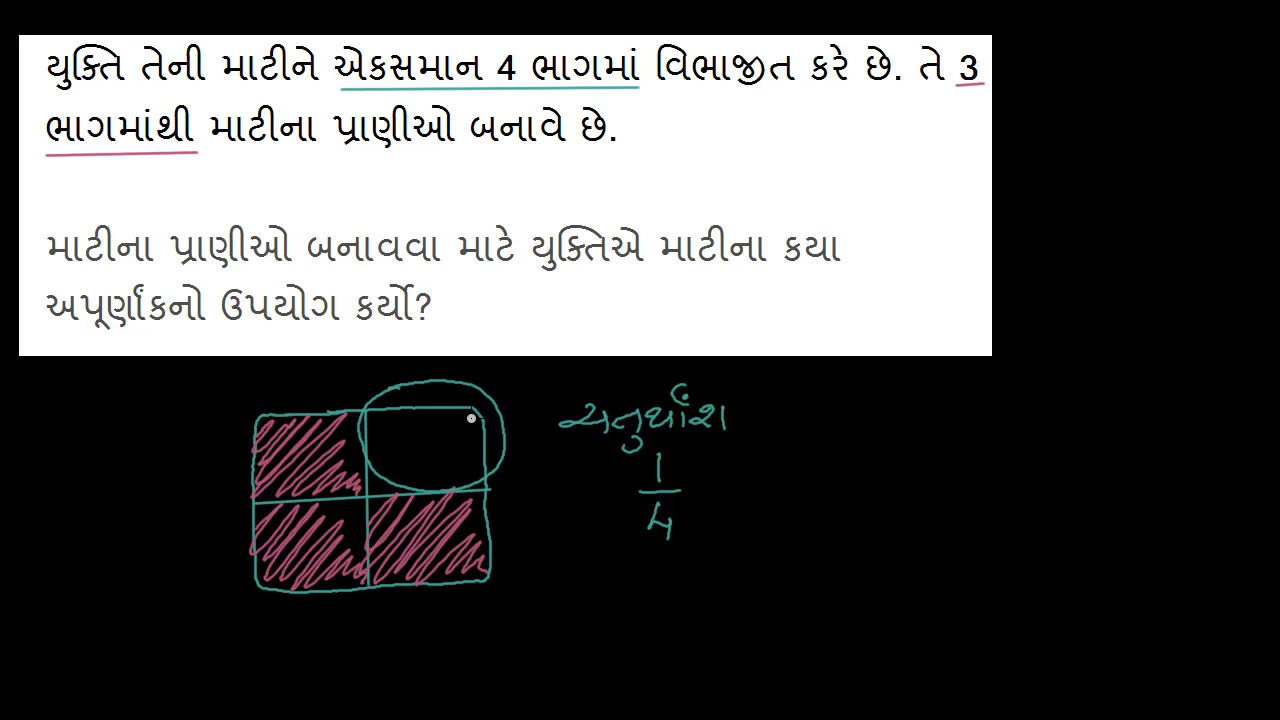 યુક્તિ તેની માટીને એકસમાન 4 ભાગમાં વિભાજીત કરે છે. તે 3
ભાગમાંથી માટીના પ્રાણીઓ બનાવે છે.
માટીના પ્રાણીઓ બનાવવા માટે યુક્તિએ માટીના કયા
અપૂર્ણાંકનો ઉપયોગ કર્યો?
ચતુર્થાંશ
1
4